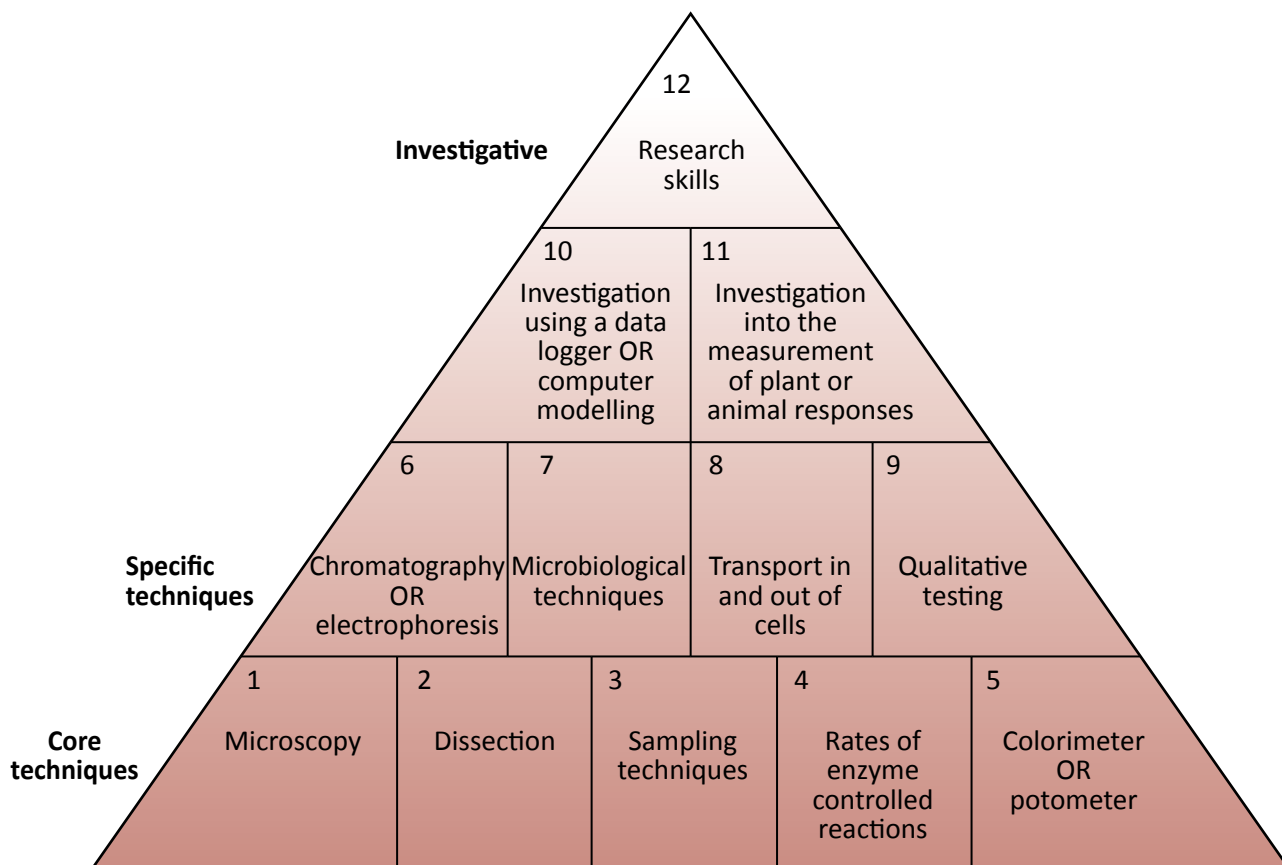 12
Investigative
Research
skills
10
Investigation
using a data
logger OR
computer
modelling
11
Investigation
into the
measurement
of plant or
animal responses
Specific
techniques
6
Chromatography
OR
electrophoresis
7
Microbiological
techniques
8
Transport in
and out of
cells
9
Qualitative
testing
Core
techniques
1
Microscopy
2
Dissection
3
Sampling
techniques
4
Rates of
enzyme
controlled
reactions
5
Colorimeter
OR
potometer